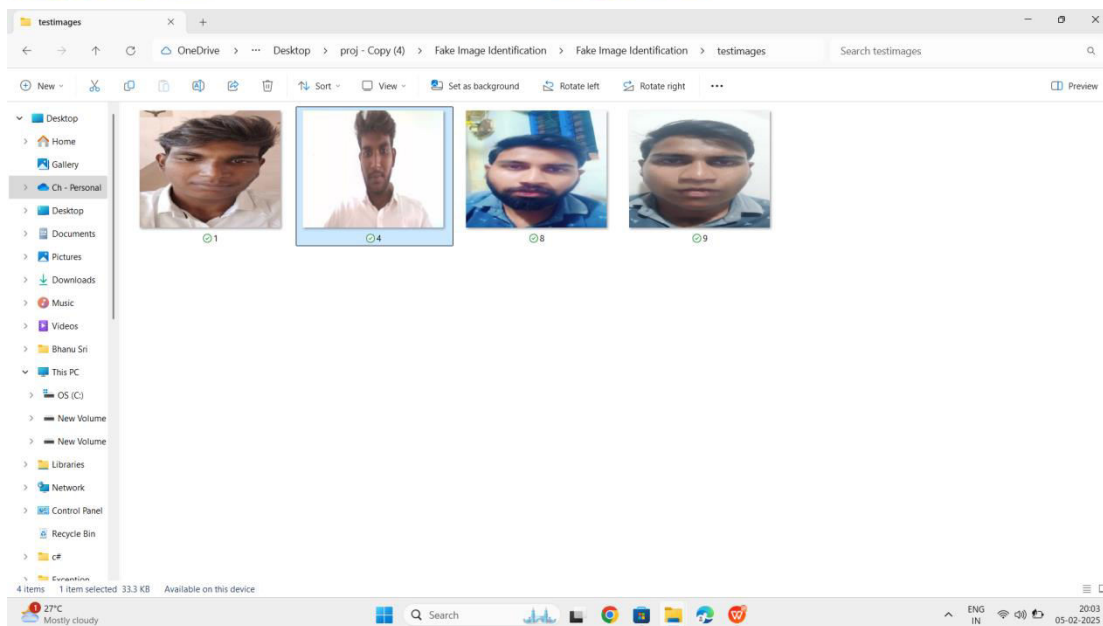 testimages
OneDrive > ... Desktop > proj - Copy (4) > Fake Image Identification > Fake Image Identification > testimages
Search testimages
New
Sort
View
Set as background
Rotate left
Rotate right
...
Preview
Desktop
Home
Gallery
Ch - Personal
Desktop
Documents
Pictures
Downloads
Music
Videos
Bhanu Sri
This PC
OS (C:)
New Volume
New Volume
Libraries
Network
Control Panel
Recycle Bin
c#
1
4
8
9
4 items 1 item selected 33.3 KB Available on this device
1
27°C
Mostly cloudy
Search
ENG
IN
20:03
05-02-2025